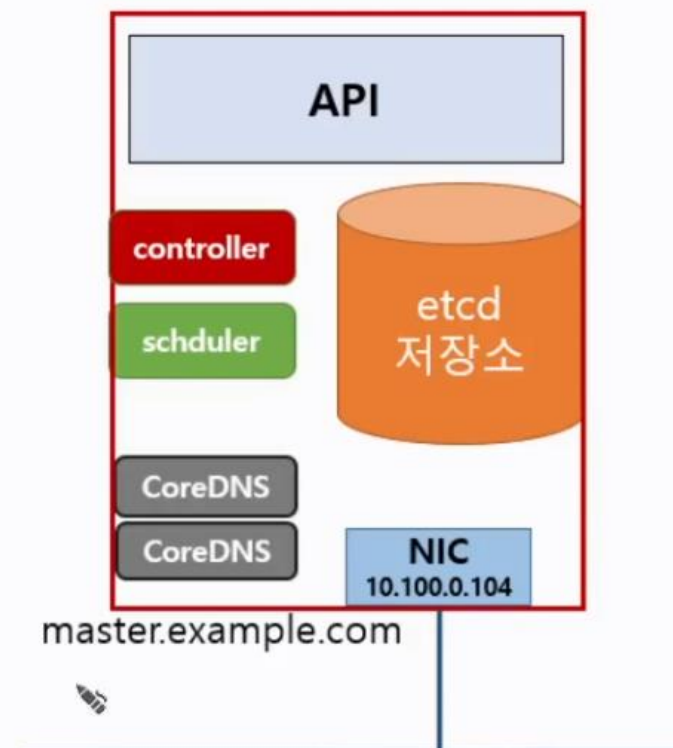 API
controller
schduler
etcd
저장소
CoreDNS
CoreDNS
NIC
10.100.0.104
master.example.com